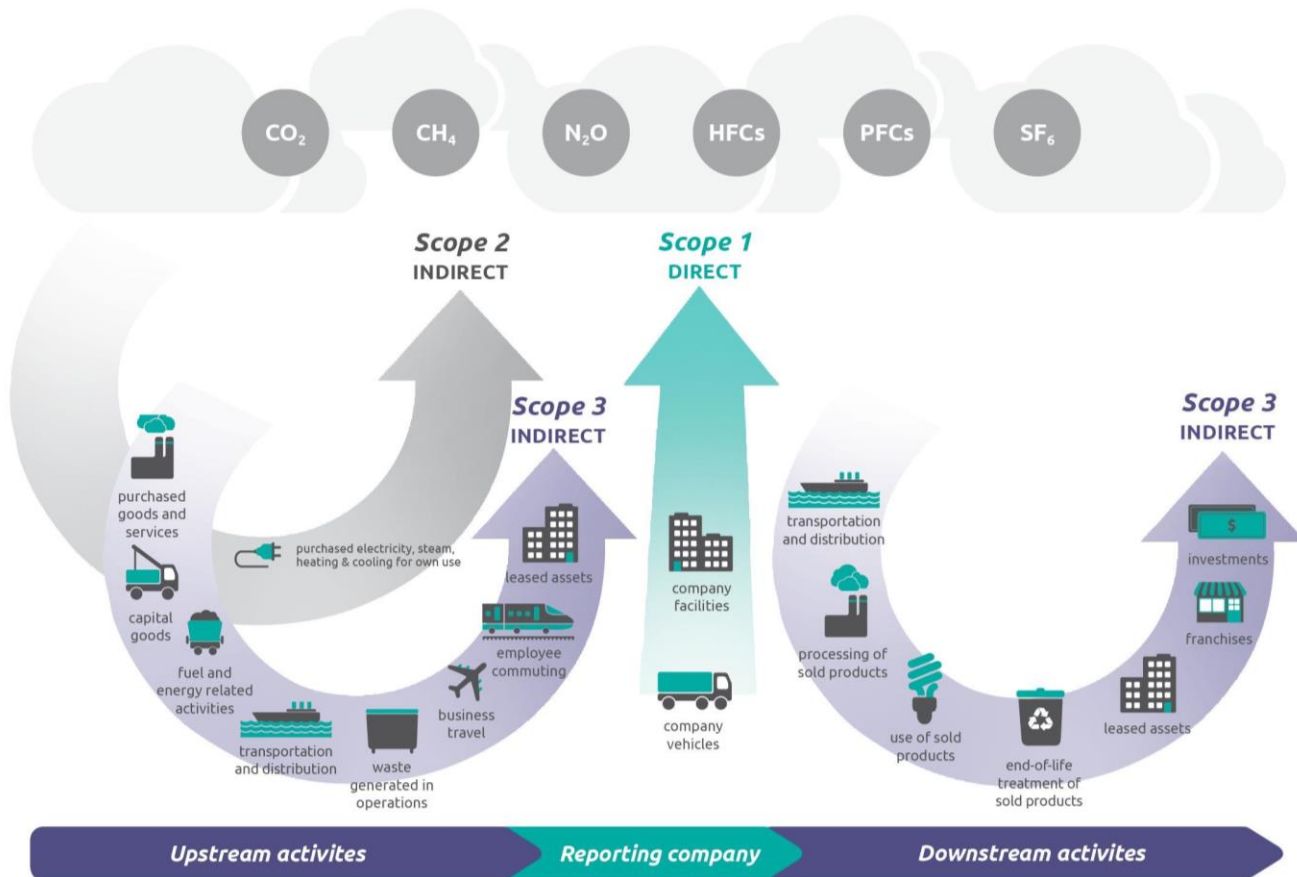 CO₂
CH₄
N₂O
HFCs
PFCs
SF₆
Scope 2
INDIRECT
Scope 1
DIRECT
Scope 3
INDIRECT
Scope 3
INDIRECT
purchased
goods and
services
capital
goods
fuel and
energy related
activities
transportation
and distribution
waste
generated in
operations
business
travel
employee
commuting
leased assets
purchased electricity, steam,
heating & cooling for own use
company
facilities
company
vehicles
transportation
and distribution
processing of
sold products
use of sold
products
end-of-life
treatment of
sold products
leased assets
franchises
$
investments
Upstream activites
Reporting company
Downstream activites